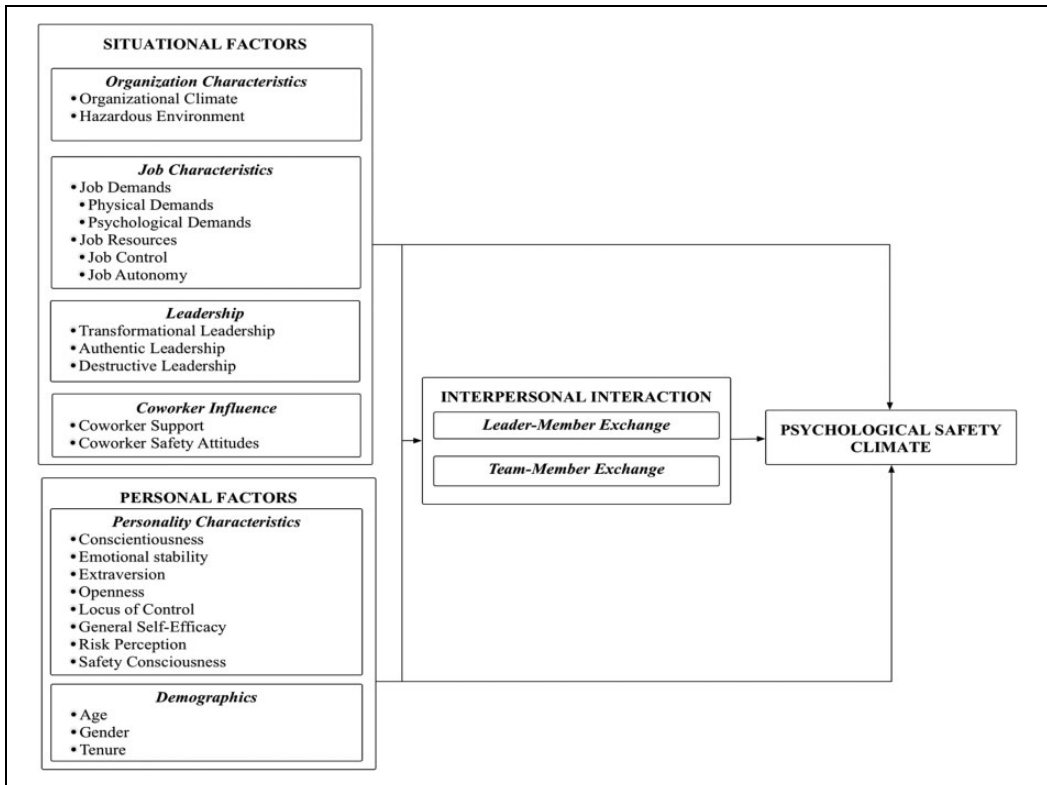 SITUATIONAL FACTORS
Organization Characteristics
• Organizational Climate
• Hazardous Environment
Job Characteristics
• Job Demands
• Physical Demands
• Psychological Demands
• Job Resources
• Job Control
• Job Autonomy
Leadership
• Transformational Leadership
• Authentic Leadership
• Destructive Leadership
Coworker Influence
• Coworker Support
• Coworker Safety Attitudes
PERSONAL FACTORS
Personality Characteristics
• Conscientiousness
• Emotional stability
• Extraversion
• Openness
• Locus of Control
• General Self-Efficacy
• Risk Perception
• Safety Consciousness
Demographics
• Age
• Gender
• Tenure
INTERPERSONAL INTERACTION
Leader-Member Exchange
Team-Member Exchange
PSYCHOLOGICAL SAFETY
CLIMATE